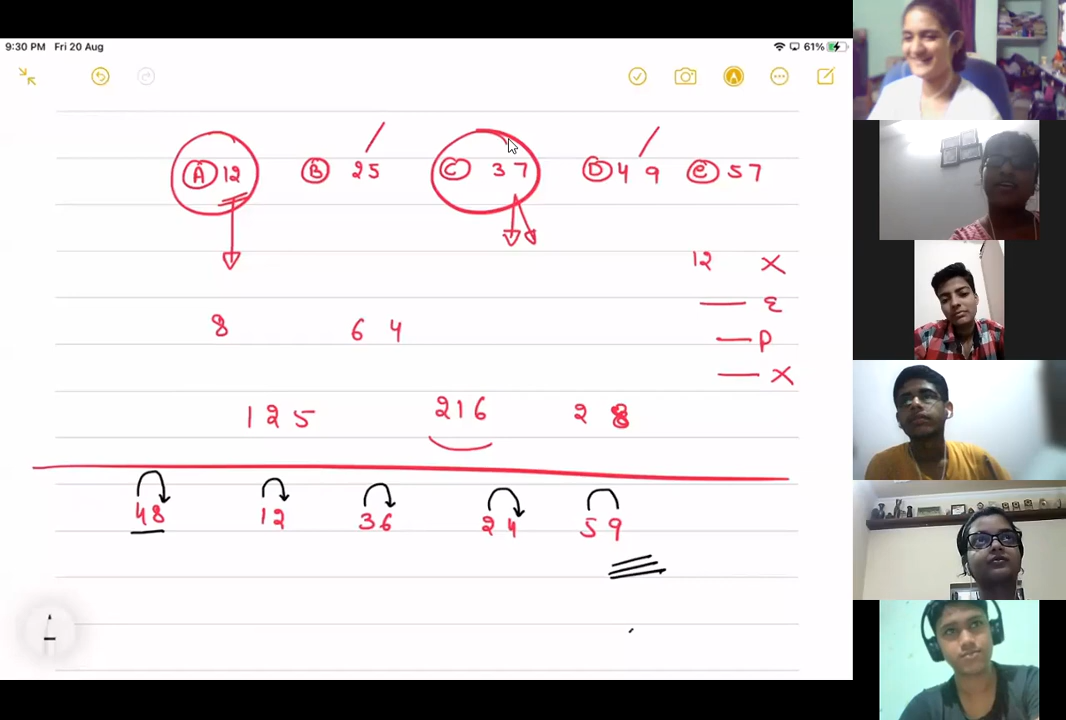 9:30 PM Fri 20 Aug 61%
A 12 B 25 C 37 D 49 e 57
12 X
— E
8 64 — P
— X
125 216 28
48 12 36 24 59